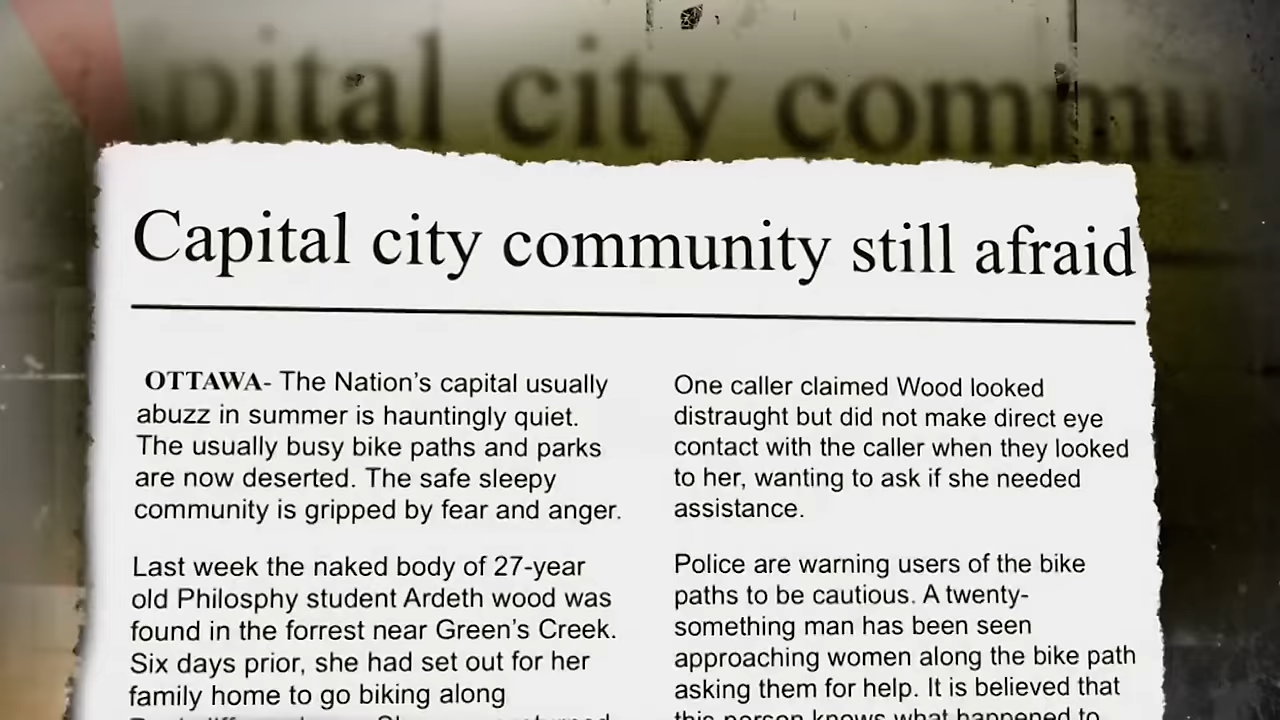 pital city commu
Capital city community still afraid
OTTAWA- The Nation's capital usually
abuzz in summer is hauntingly quiet.
The usually busy bike paths and parks
are now deserted. The safe sleepy
community is gripped by fear and anger.
Last week the naked body of 27-year
old Philosphy student Ardeth wood was
found in the forrest near Green's Creek.
Six days prior, she had set out for her
family home to go biking along
One caller claimed Wood looked
distraught but did not make direct eye
contact with the caller when they looked
to her, wanting to ask if she needed
assistance.
Police are warning users of the bike
paths to be cautious. A twenty-
something man has been seen
approaching women along the bike path
asking them for help. It is believed that
this person knows what happened to